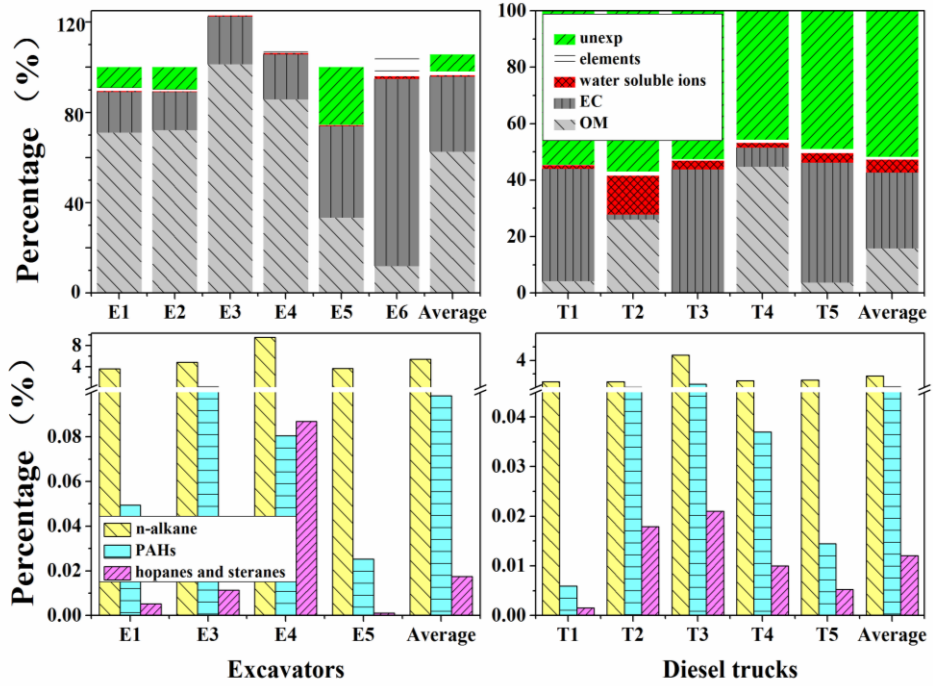 Percentage (%)
120
80
40
0
E1 E2 E3 E4 E5 E6 Average
100
80
60
40
20
0
unexp
elements
water soluble ions
EC
OM
T1 T2 T3 T4 T5 Average
Percentage (%)
8
4
0.08
0.06
0.04
0.02
0.00
n-alkane
PAHs
hopanes and steranes
E1 E3 E4 E5 Average
Excavators
4
0.04
0.03
0.02
0.01
0.00
T1 T2 T3 T4 T5 Average
Diesel trucks